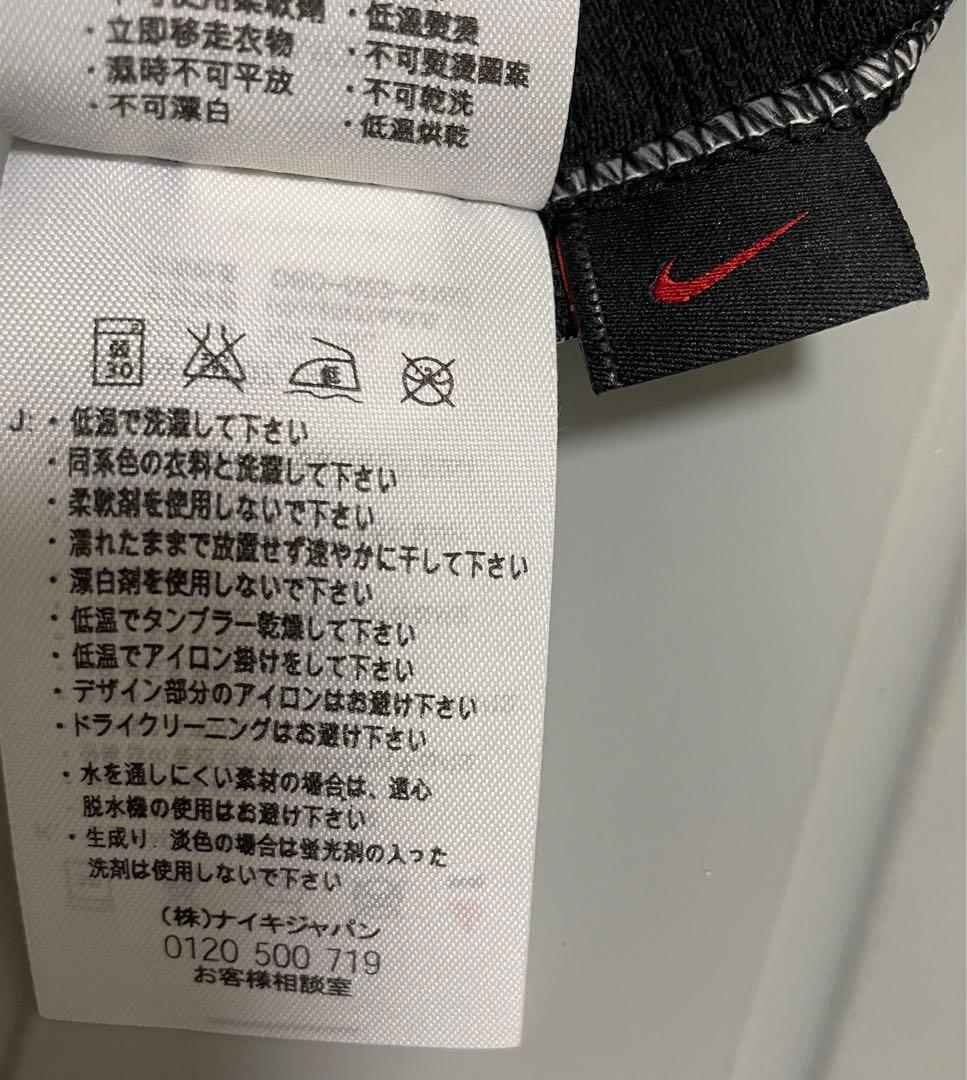 使用柔軟劑
・低溫熨燙
・立即移走衣物
・不可熨燙圖案
・濕時不可平放
・不可乾洗
・不可漂白
・低溫烘乾
弱
30
低
J: ・低温で洗濯して下さい
・同系色の衣料と洗濯して下さい
・柔軟剤を使用しないで下さい
・濡れたままで放置せず速やかに干して下さい
・漂白剤を使用しないで下さい
・低温でタンブラー乾燥して下さい
・低温でアイロン掛けをして下さい
・デザイン部分のアイロンはお避け下さい
・ドライクリーニングはお避け下さい
・水を通しにくい素材の場合は、遠心
脱水機の使用はお避け下さい
・生成り、淡色の場合は蛍光剤の入った
洗剤は使用しないで下さい
(株)ナイキジャパン
0120 500 719
お客様相談室